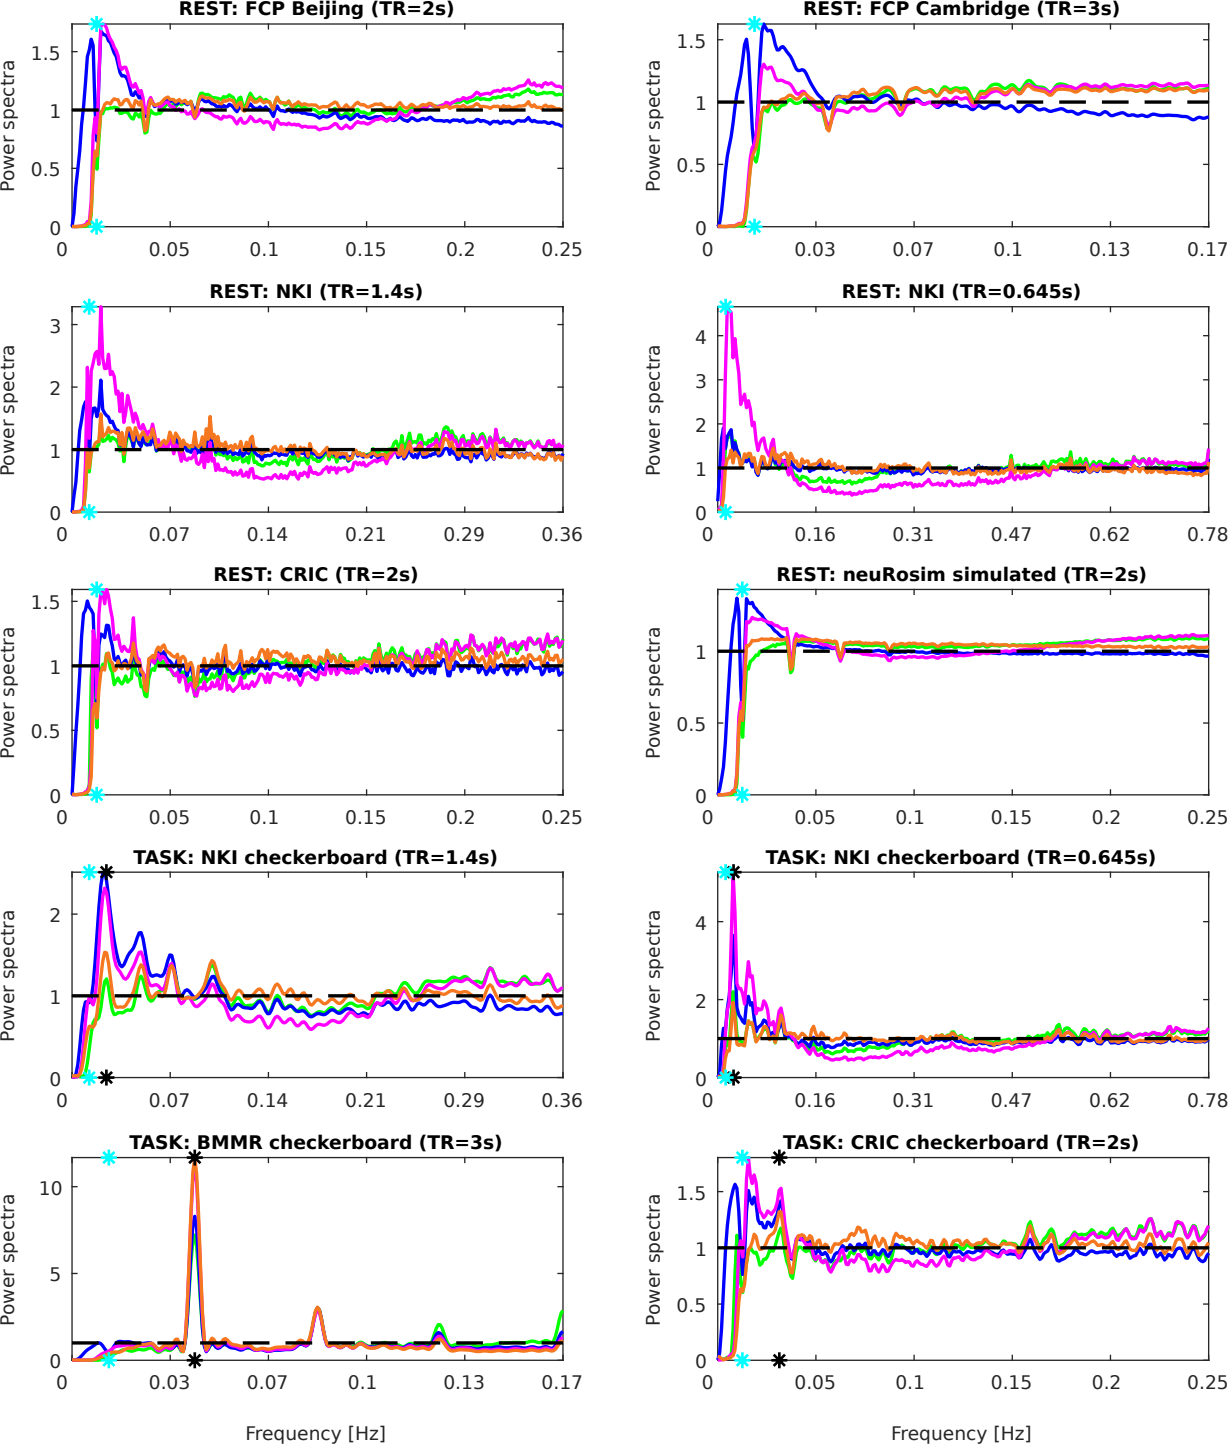 REST: FCP Beijing (TR=2s)
Power spectra
1.5
1
0.5
0
0 0.05 0.1 0.15 0.2 0.25
REST: FCP Cambridge (TR=3s)
Power spectra
1.5
1
0.5
0
0 0.03 0.07 0.1 0.13 0.17
REST: NKI (TR=1.4s)
Power spectra
3
2
1
0
0 0.07 0.14 0.21 0.29 0.36
REST: NKI (TR=0.645s)
Power spectra
4
3
2
1
0
0 0.16 0.31 0.47 0.62 0.78
REST: CRIC (TR=2s)
Power spectra
1.5
1
0.5
0
0 0.05 0.1 0.15 0.2 0.25
REST: neuRosim simulated (TR=2s)
Power spectra
1
0.5
0
0 0.05 0.1 0.15 0.2 0.25
TASK: NKI checkerboard (TR=1.4s)
Power spectra
2
1
0
0 0.07 0.14 0.21 0.29 0.36
TASK: NKI checkerboard (TR=0.645s)
Power spectra
4
2
0
0 0.16 0.31 0.47 0.62 0.78
TASK: BMMR checkerboard (TR=3s)
Power spectra
10
5
1
0
0 0.03 0.07 0.1 0.13 0.17
Frequency [Hz]
TASK: CRIC checkerboard (TR=2s)
Power spectra
1.5
1
0.5
0
0 0.05 0.1 0.15 0.2 0.25
Frequency [Hz]